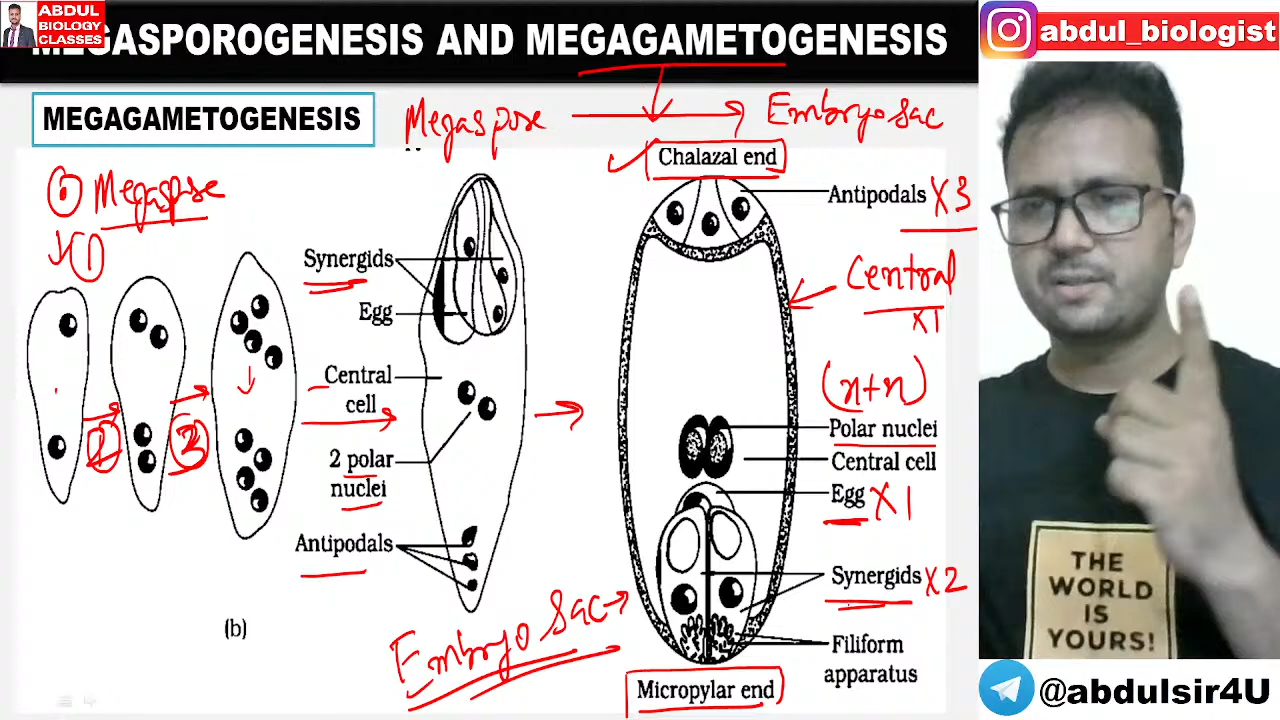 ABDUL
BIOLOGY
CLASSES
MEGASPOROGENESIS AND MEGAGAMETOGENESIS
abdul_biologist
MEGAGAMETOGENESIS
Megaspore → Embryo sac
Chalazal end
Megaspore
1
Antipodals X3
Synergids
Central
X1
Egg
Central
cell
(n+n)
Polar nuclei
Central cell
1
2 polar
nuclei
Egg X1
Antipodals
Synergids X2
Embryo Sac→
(b)
Filiform
apparatus
Micropylar end
THE
WORLD
IS
YOURS!
@abdulsir4U